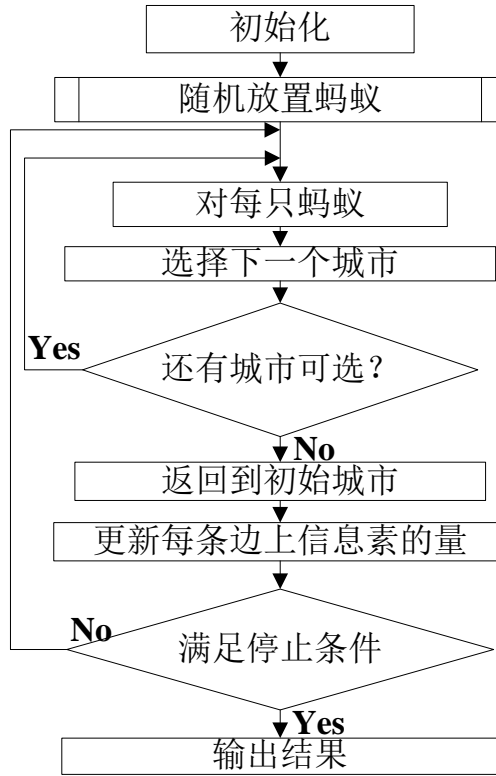 初始化
随机放置蚂蚁
对每只蚂蚁
选择下一个城市
Yes
还有城市可选?
No
返回到初始城市
更新每条边上信息素的量
No
满足停止条件
Yes
输出结果